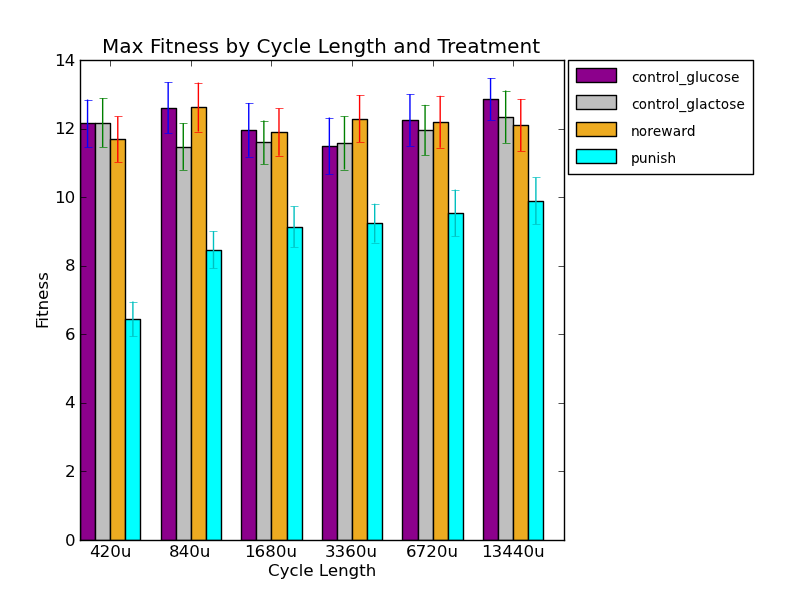 Max Fitness by Cycle Length and Treatment
14
12
10
8
6
4
2
0
Fitness
420u 840u 1680u 3360u 6720u 13440u
Cycle Length
control_glucose
control_glactose
noreward
punish